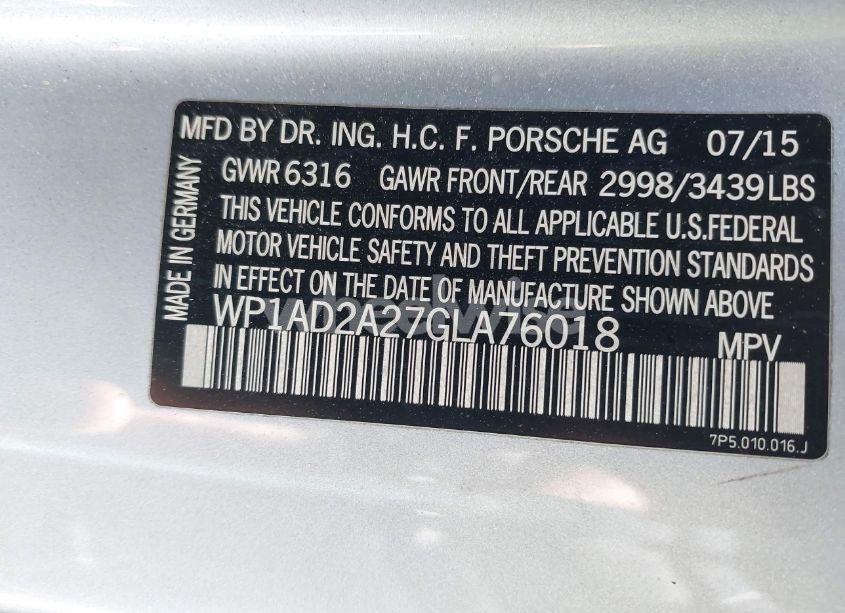 MFD BY DR. ING. H.C. F. PORSCHE AG 07/15
GVWR 6316 GAWR FRONT/REAR 2998/3439 LBS
THIS VEHICLE CONFORMS TO ALL APPLICABLE U.S. FEDERAL
MOTOR VEHICLE SAFETY AND THEFT PREVENTION STANDARDS
IN EFFECT ON THE DATE OF MANUFACTURE SHOWN ABOVE
MADE IN GERMANY
WP1AD2A27GLA76018 MPV
7P5.010.016.J